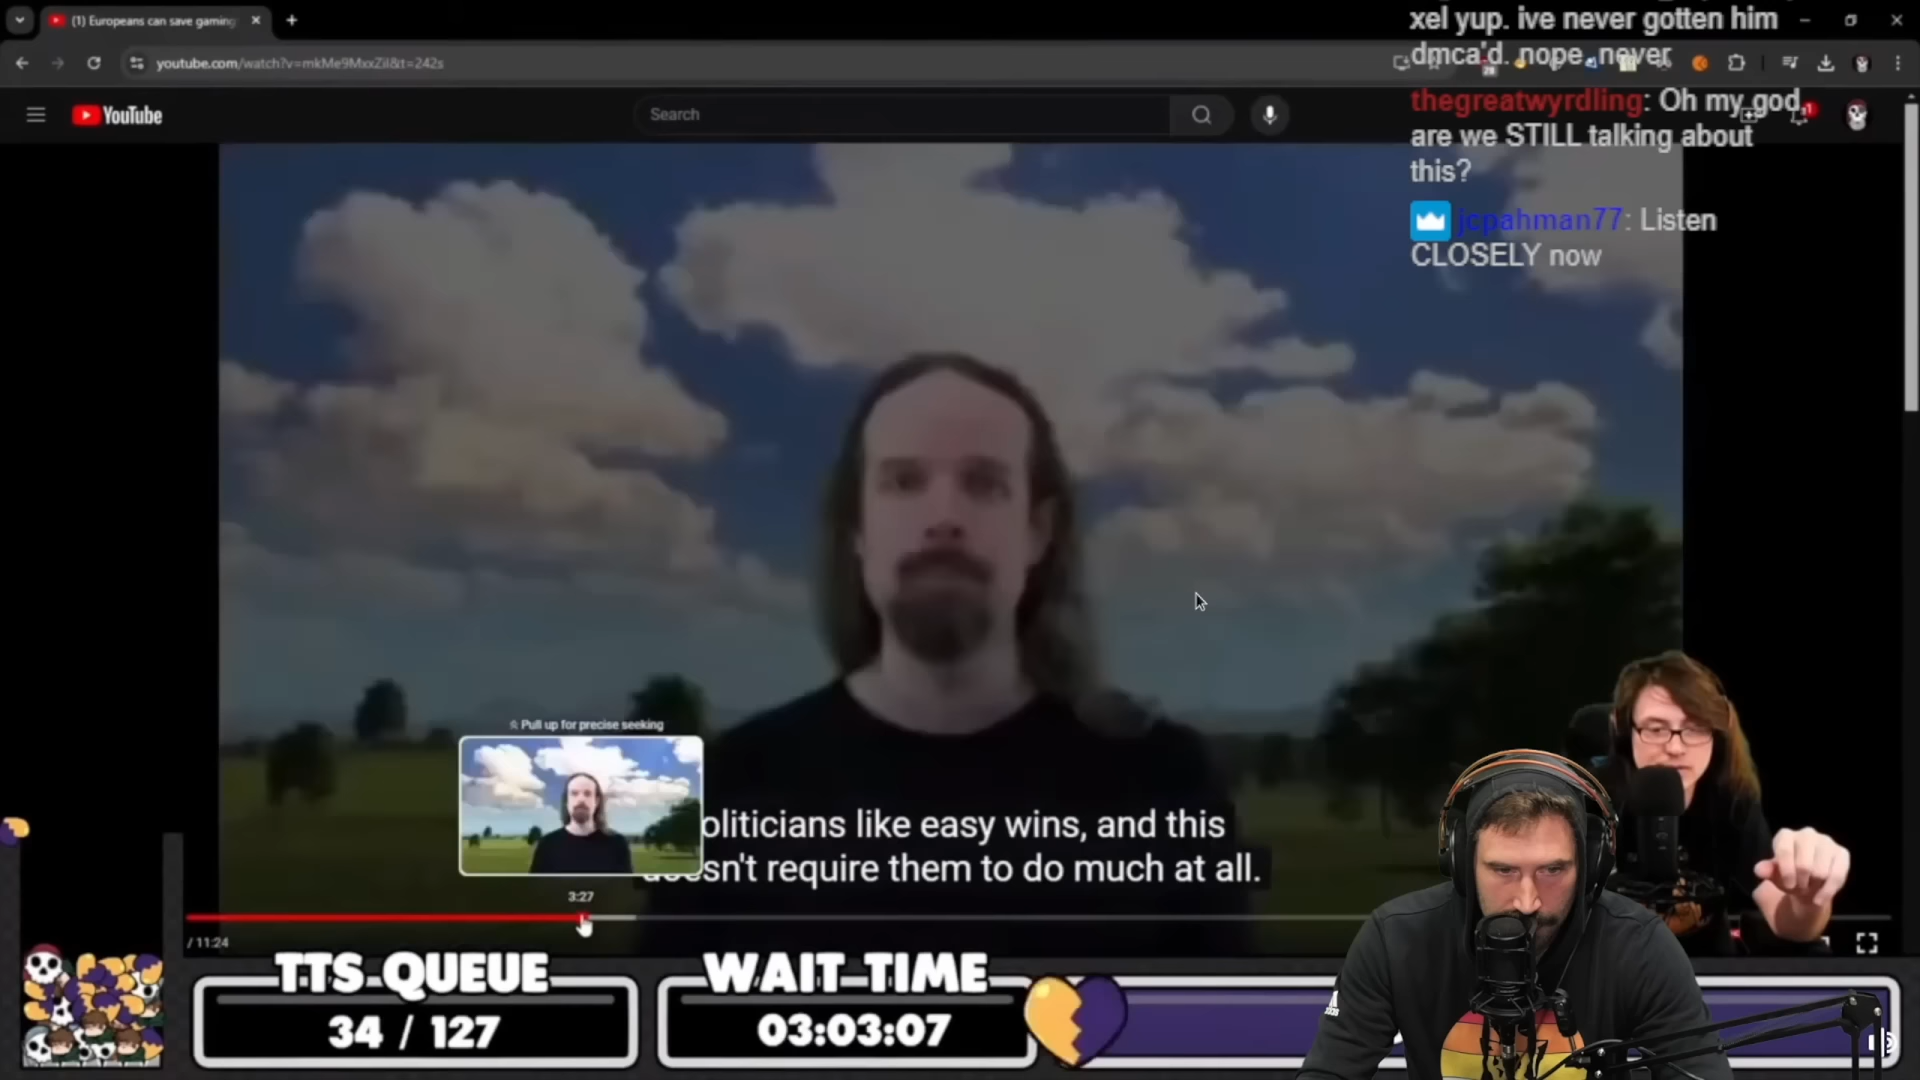 (1) Europeans can save gaming
youtube.com/watch?v=mkMe9MxxZiI&t=242s
YouTube
Search
xel yup. ive never gotten him
dmca'd. nope. never
thegreatwyrdling: Oh my god,
are we STILL talking about
this?
jcpahman77: Listen
CLOSELY now
Pull up for precise seeking
oliticians like easy wins, and this
doesn't require them to do much at all.
3:27
/ 11:24
TTS QUEUE
34 / 127
WAIT TIME
03:03:07
adidas